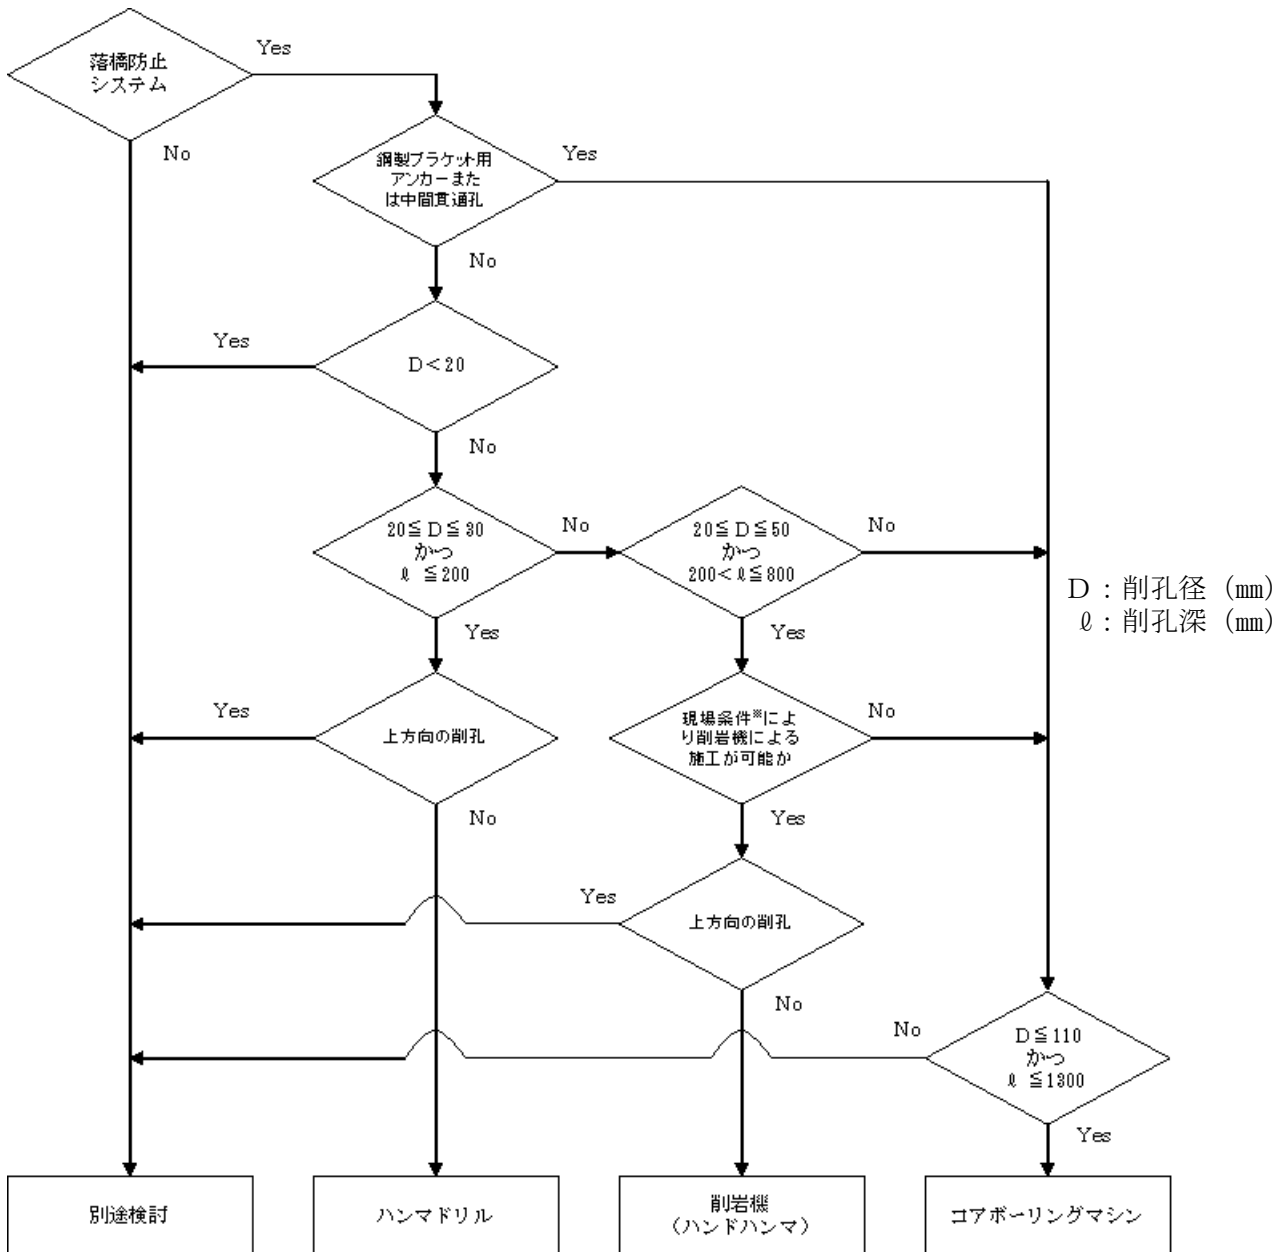 落橋防止
システム
Yes
No
鋼製ブラケット用
アンカーまた
は中間貫通孔
Yes
No
D<20
Yes
No
20≦D≦30
かつ
ℓ ≦200
No
Yes
20≦D≦50
かつ
200<ℓ≦800
No
Yes
D:削孔径 (㎜)
ℓ:削孔深 (㎜)
上方向の削孔
Yes
No
現場条件※によ
り削岩機による
施工が可能か
No
Yes
上方向の削孔
Yes
No
D≦110
かつ
ℓ ≦1300
No
Yes
別途検討
ハンマドリル
削岩機
(ハンドハンマ)
コアボーリングマシン